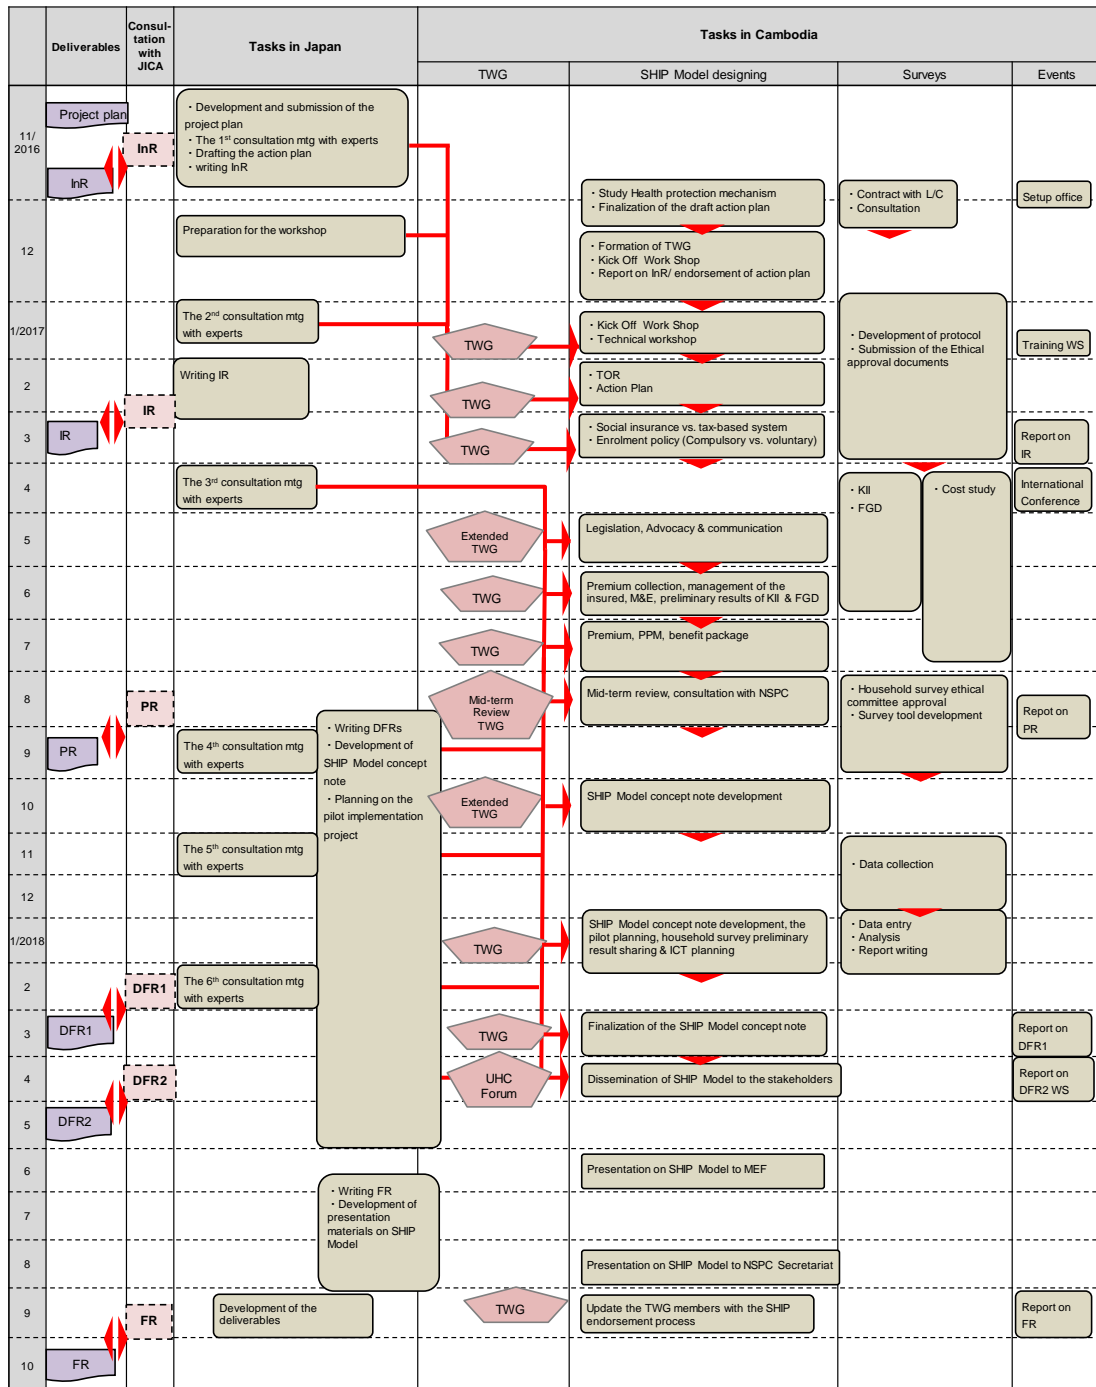 Deliverables
Consul-
tation
with
JICA
Tasks in Japan
Tasks in Cambodia
TWG
SHIP Model designing
Surveys
Events
11/
2016
Project plan
InR
InR
・Development and submission of the
project plan
・The 1st consultation mtg with experts
・Drafting the action plan
・writing InR
・Study Health protection mechanism
・Finalization of the draft action plan
・Contract with L/C
・Consultation
Setup office
12
Preparation for the workshop
・Formation of TWG
・Kick Off Work Shop
・Report on InR/ endorsement of action plan
1/2017
The 2nd consultation mtg
with experts
TWG
・Kick Off Work Shop
・Technical workshop
・Development of protocol
・Submission of the Ethical
approval documents
Training WS
2
Writing IR
IR
TWG
・TOR
・Action Plan
3
IR
TWG
・Social insurance vs. tax-based system
・Enrolment policy (Compulsory vs. voluntary)
Report on
IR
4
The 3rd consultation mtg
with experts
・KII
・FGD
・Cost study
International
Conference
5
Extended
TWG
Legislation, Advocacy & communication
6
TWG
Premium collection, management of the
insured, M&E, preliminary results of KII & FGD
7
TWG
Premium, PPM, benefit package
8
PR
Mid-term
Review
TWG
Mid-term review, consultation with NSPC
・Household survey ethical
committee approval
・Survey tool development
Repot on
PR
9
PR
The 4th consultation mtg
with experts
・Writing DFRs
・Development of
SHIP Model concept
note
・Planning on the
pilot implementation
project
10
Extended
TWG
SHIP Model concept note development
11
The 5th consultation mtg
with experts
・Data collection
12
1/2018
TWG
SHIP Model concept note development, the
pilot planning, household survey preliminary
result sharing & ICT planning
・Data entry
・Analysis
・Report writing
2
DFR1
The 6th consultation mtg
with experts
3
DFR1
TWG
Finalization of the SHIP Model concept note
Report on
DFR1
4
DFR2
UHC
Forum
Dissemination of SHIP Model to the stakeholders
Report on
DFR2 WS
5
DFR2
6
Presentation on SHIP Model to MEF
・Writing FR
・Development of
presentation
materials on SHIP
Model
7
8
Presentation on SHIP Model to NSPC Secretariat
9
FR
Development of the
deliverables
TWG
Update the TWG members with the SHIP
endorsement process
Report on
FR
10
FR